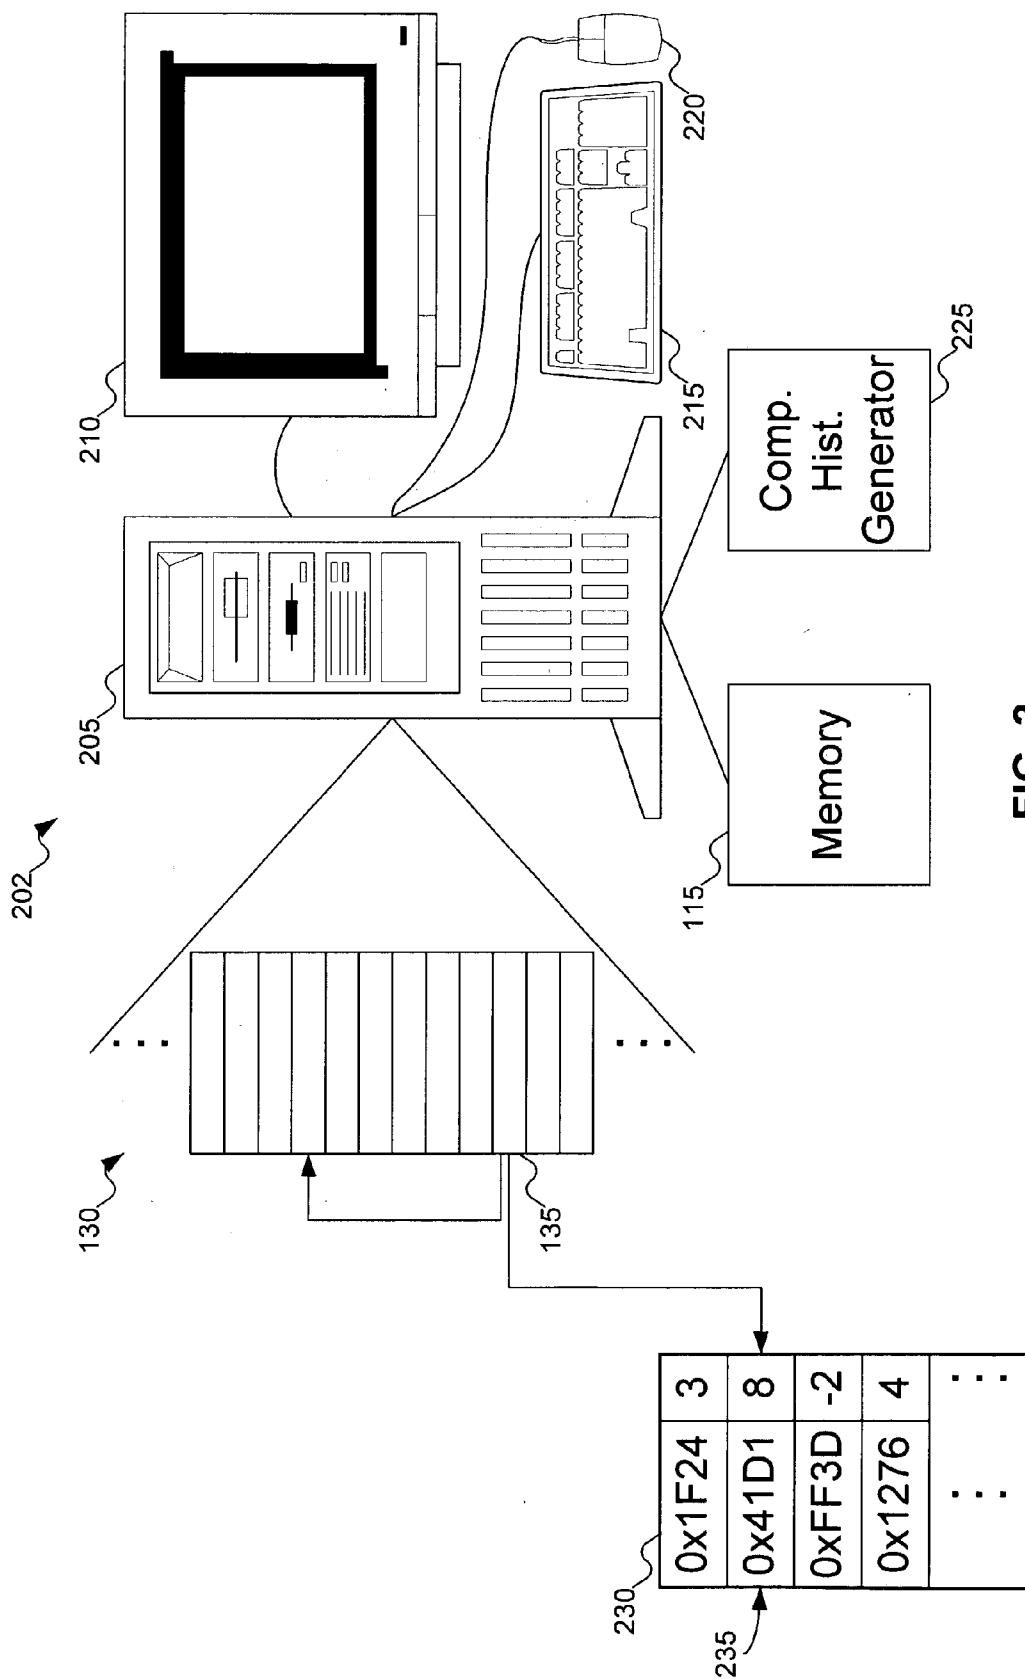 202
130
205
210
135
220
215
230
0x1F24 3
235
0x41D1 8
0xFF3D -2
0x1276 4
... ...
115
Memory
225
Comp.
Hist.
Generator
FIG. 2